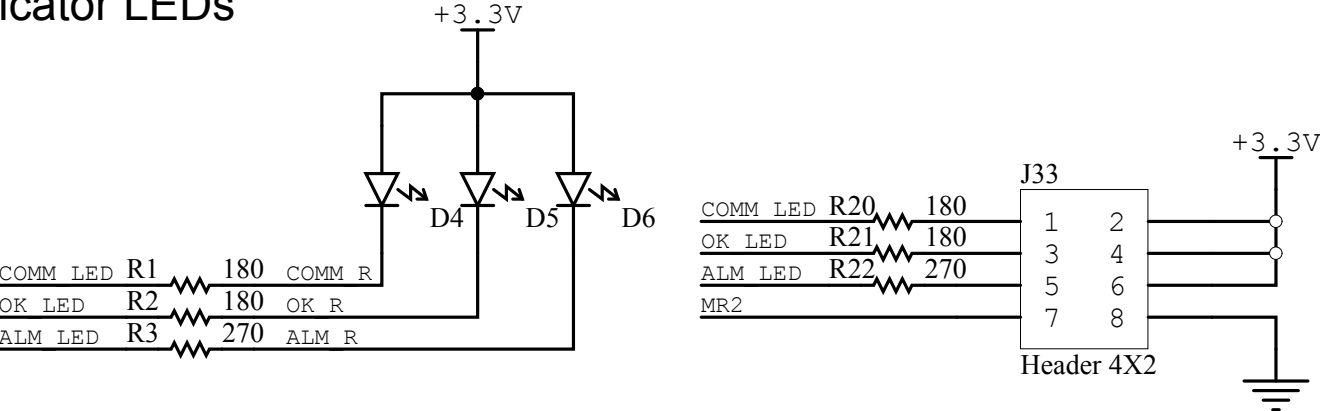 icator LEDs
+3.3V
D4 D5 D6
COMM LED R1 180 COMM R
OK LED R2 180 OK R
ALM LED R3 270 ALM R
+3.3V
J33
COMM LED R20 180 1 2
OK LED R21 180 3 4
ALM LED R22 270 5 6
MR2 7 8
Header 4X2